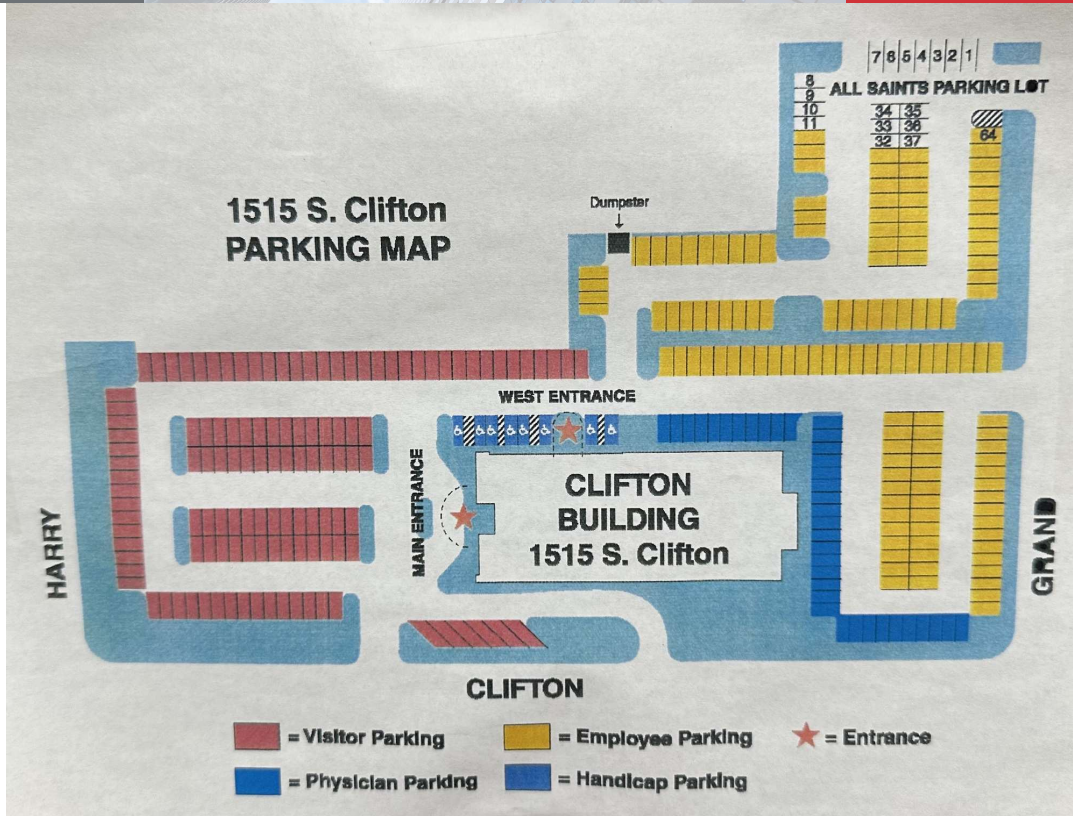 7 6 5 4 3 2 1
ALL SAINTS PARKING LOT
8
9
10
11
34 35
33 36
32 37
64
1515 S. Clifton
PARKING MAP
Dumpster
WEST ENTRANCE
MAIN ENTRANCE
CLIFTON
BUILDING
1515 S. Clifton
HARRY
GRAND
CLIFTON
= Visitor Parking
= Employee Parking
= Entrance
= Physician Parking
= Handicap Parking